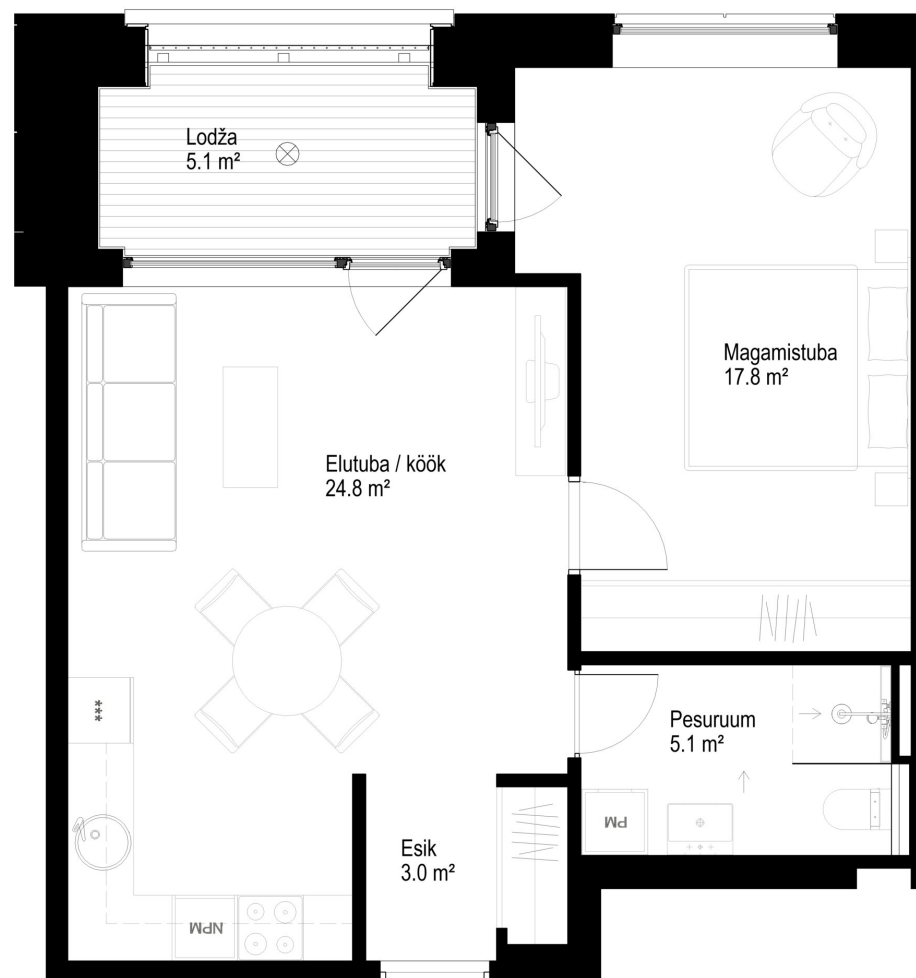 Lodža
5.1 m²
Magamistuba
17.8 m²
Elutuba / köök
24.8 m²
***
Pesuruum
5.1 m²
PM
Esik
3.0 m²
NPM